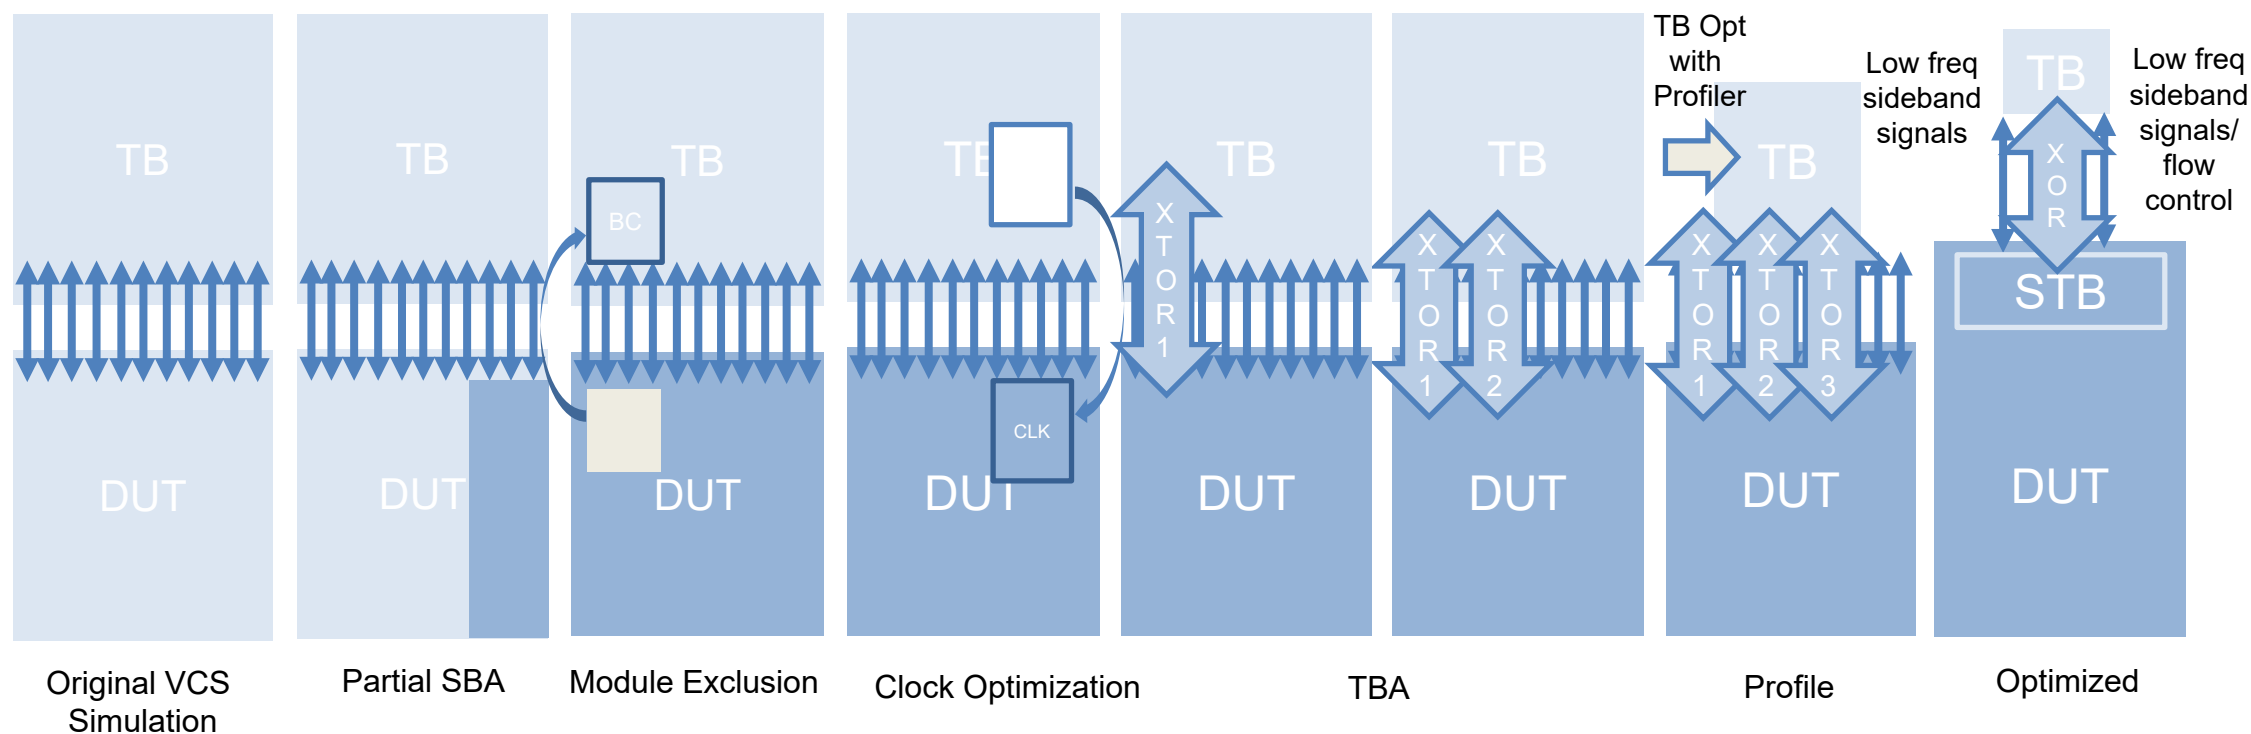 TB
DUT
Original VCS
Simulation
TB
DUT
Partial SBA
TB
BC
DUT
Module Exclusion
TB
CLK
DUT
Clock Optimization
TB
X
T
O
R
1
DUT
TB
X
T
O
R
1
X
T
O
R
2
DUT
TBA
TB Opt
with
Profiler
TB
X
T
O
R
1
X
T
O
R
2
X
T
O
R
3
DUT
Profile
Low freq
sideband
signals
TB
X
O
R
Low freq
sideband
signals/
flow
control
STB
DUT
Optimized